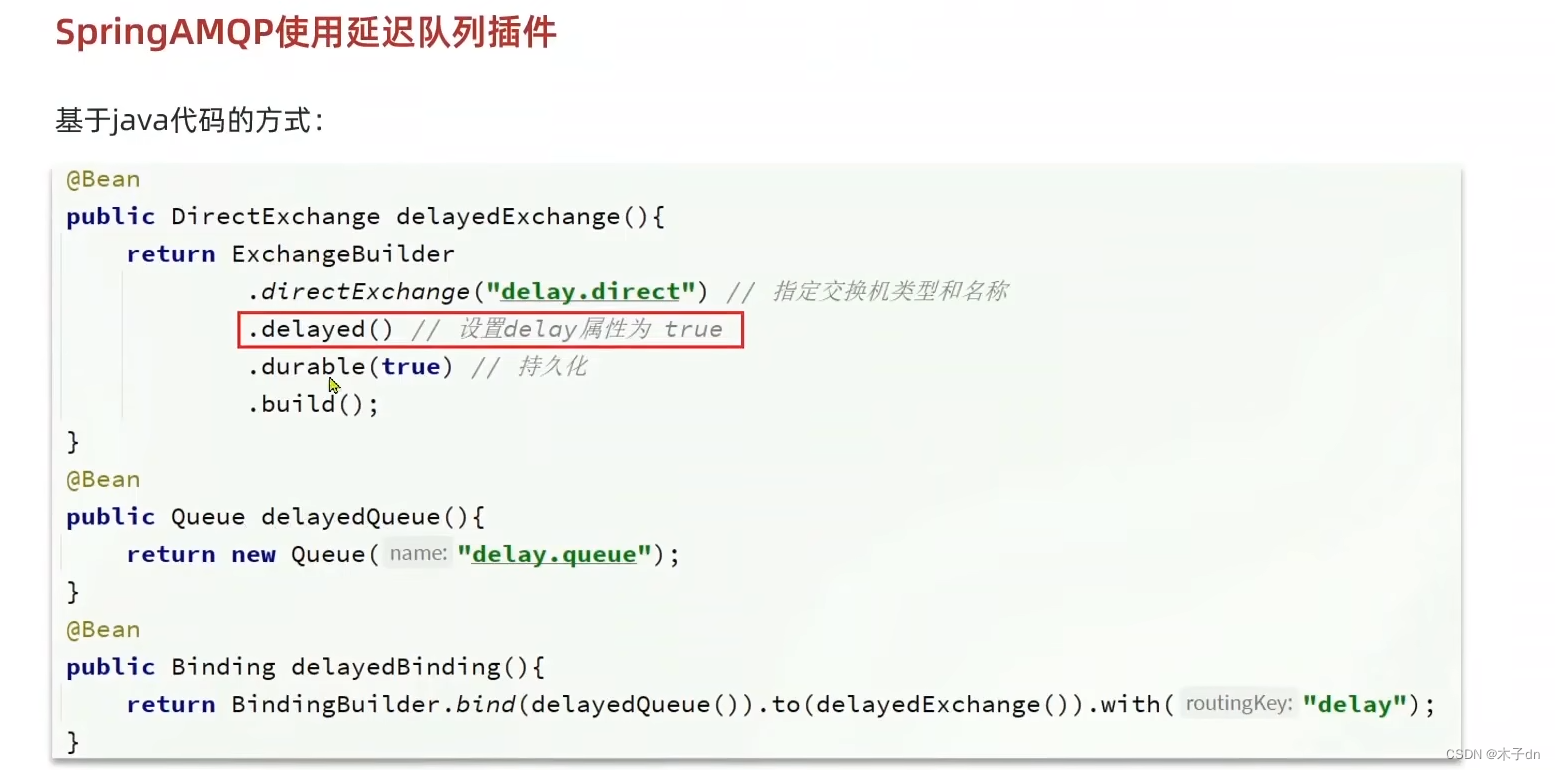 SpringAMQP使用延迟队列插件
基于java代码的方式：
@Bean
public DirectExchange delayedExchange(){
return ExchangeBuilder
.directExchange("delay.direct") // 指定交换机类型和名称
.delayed() // 设置delay属性为 true
.durable(true) // 持久化
.build();
}
@Bean
public Queue delayedQueue(){
return new Queue( name: "delay.queue");
}
@Bean
public Binding delayedBinding(){
return BindingBuilder.bind(delayedQueue()).to(delayedExchange()).with( routingKey: "delay");
}
CSDN @木子dn